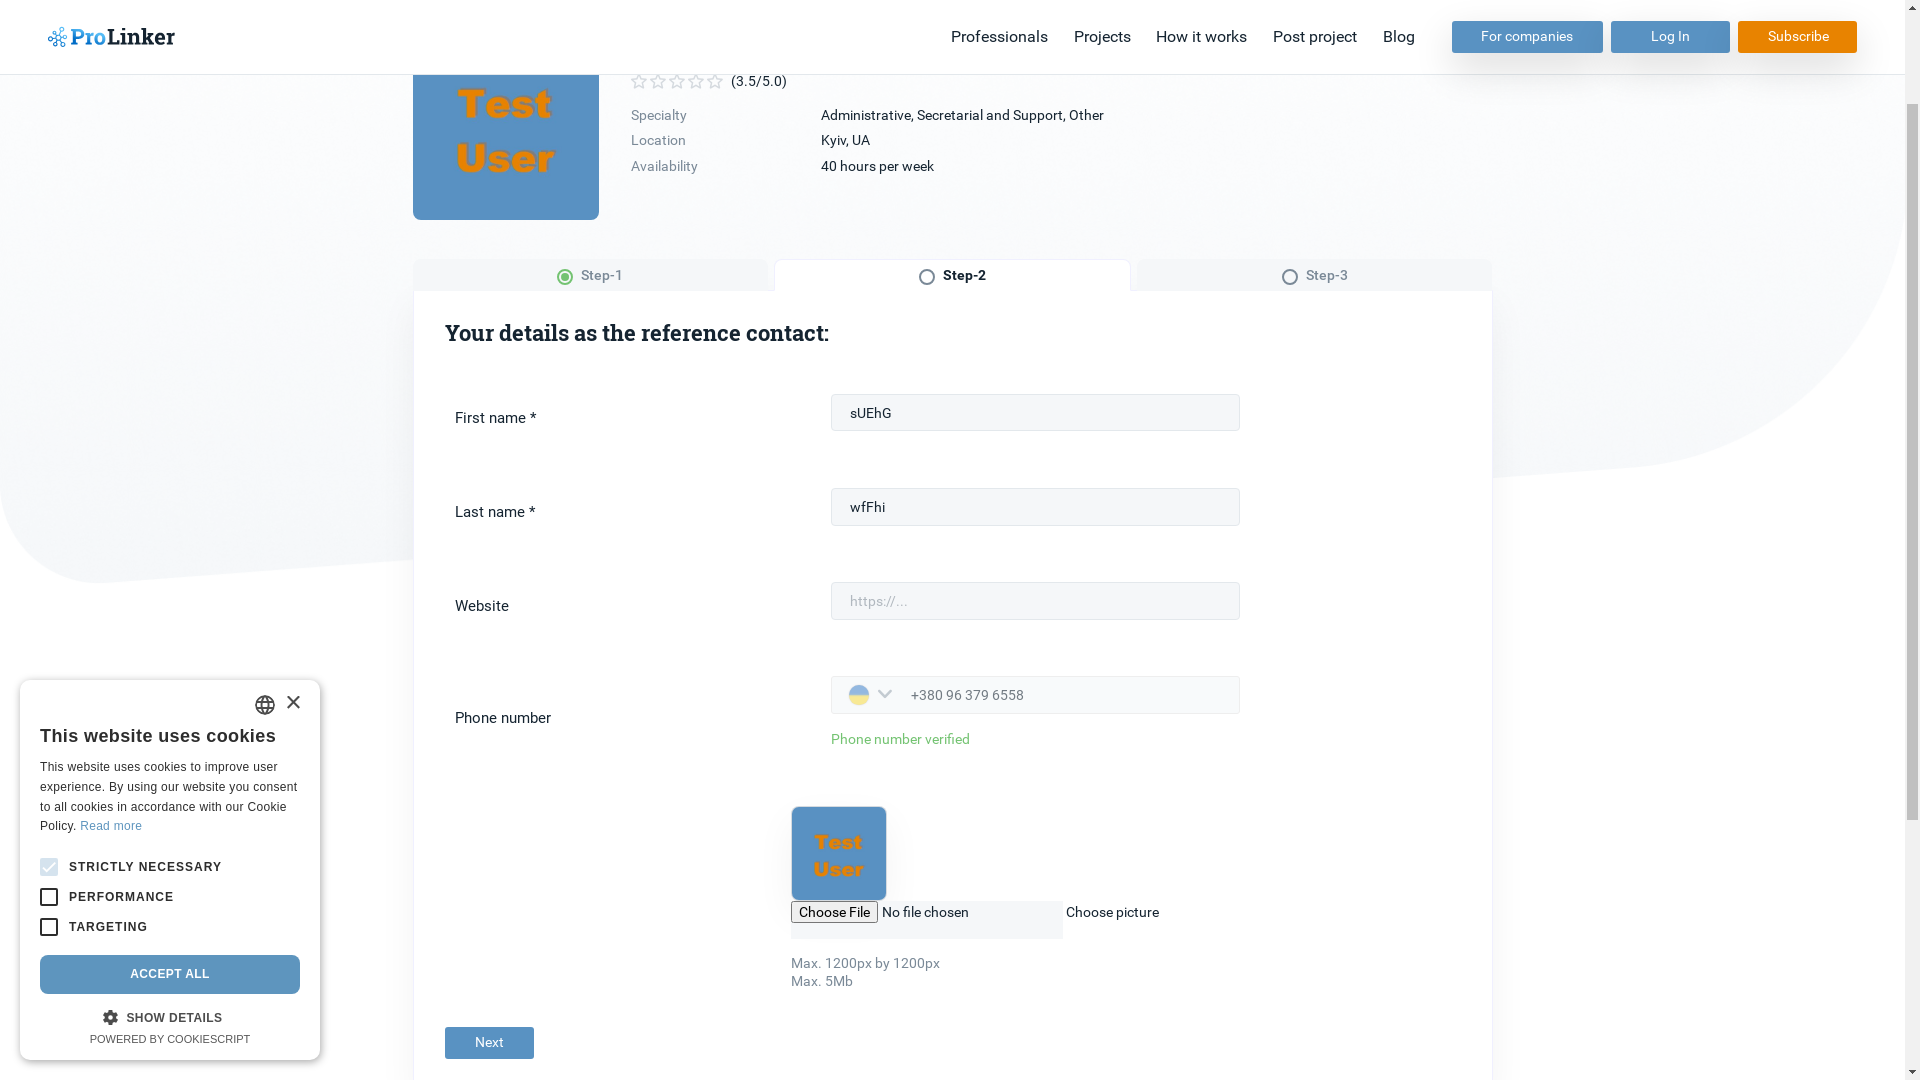 ProLinker
Professionals
Projects
How it works
Post project
Blog
For companies
Log In
Subscribe
Test
User
(3.5/5.0)
Specialty
Administrative, Secretarial and Support, Other
Location
Kyiv, UA
Availability
40 hours per week
Step-1
Step-2
Step-3
Your details as the reference contact:
First name *
sUEhG
Last name *
wfFhi
Website
https://...
Phone number
+380 96 379 6558
Phone number verified
Test
User
Choose File No file chosen
Choose picture
Max. 1200px by 1200px
Max. 5Mb
Next
×
This website uses cookies
This website uses cookies to improve user
experience. By using our website you consent
to all cookies in accordance with our Cookie
Policy. Read more
STRICTLY NECESSARY
PERFORMANCE
TARGETING
ACCEPT ALL
SHOW DETAILS
POWERED BY COOKIESCRIPT